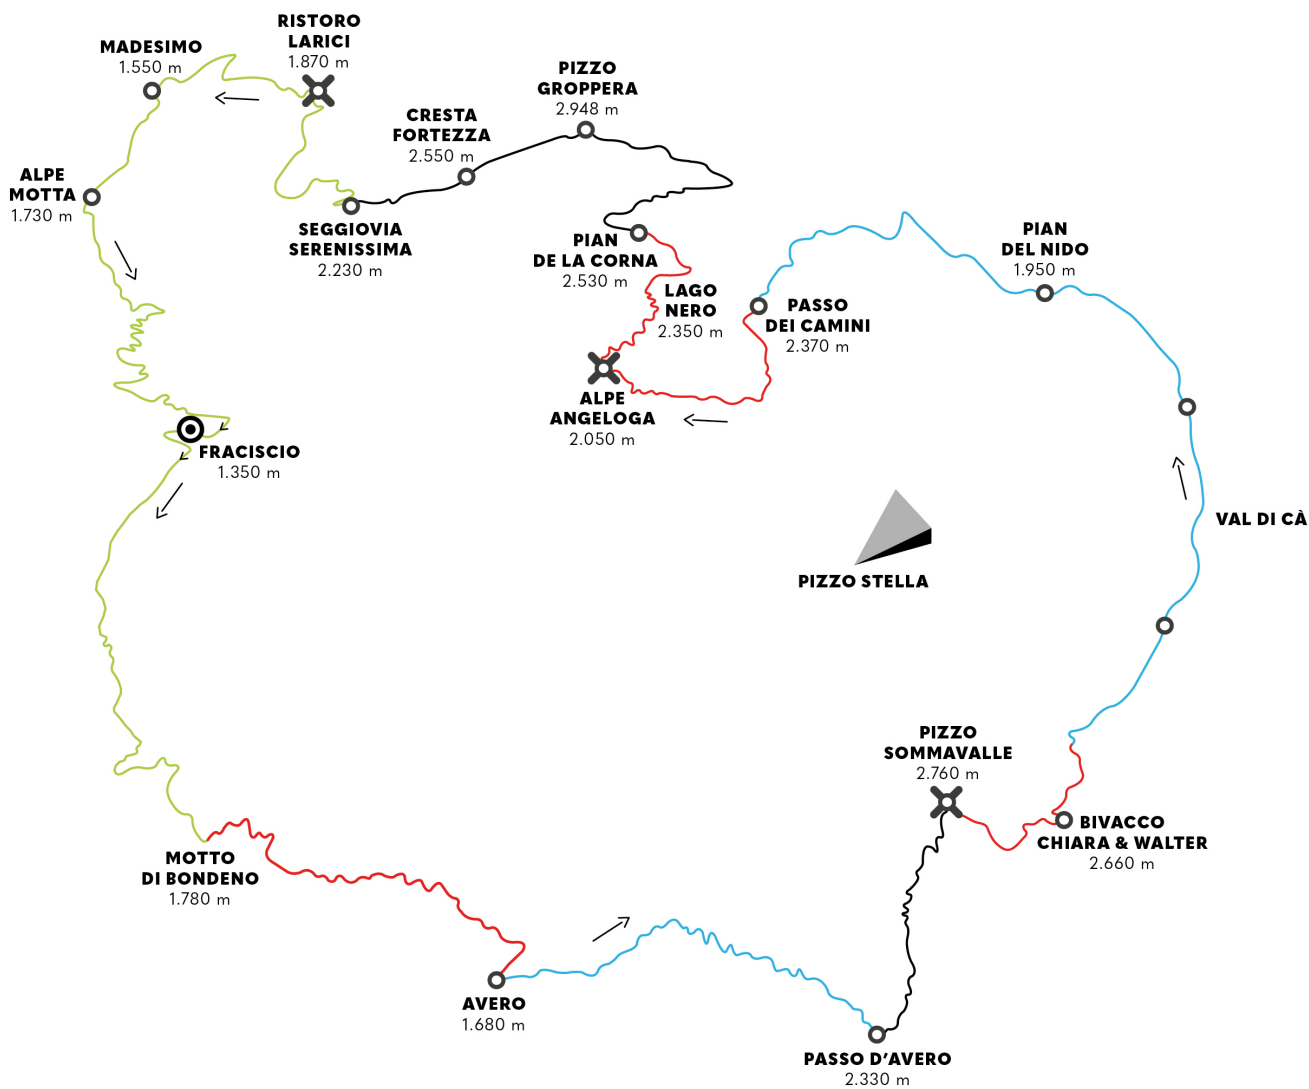 RISTORO
LARICI
1.870 m
MADESIMO
1.550 m
PIZZO
GROPPERA
2.948 m
CRESTA
FORTEZZA
2.550 m
ALPE
MOTTA
1.730 m
SEGGIOVIA
SERENISSIMA
2.230 m
PIAN
DE LA CORNA
2.530 m
PIAN
DEL NIDO
1.950 m
LAGO
NERO
2.350 m
PASSO
DEI CAMINI
2.370 m
ALPE
ANGELOGA
2.050 m
FRACISCIO
1.350 m
VAL DI CÀ
PIZZO STELLA
PIZZO
SOMMAVALLE
2.760 m
BIVACCO
CHIARA & WALTER
2.660 m
MOTTO
DI BONDENO
1.780 m
AVERO
1.680 m
PASSO D'AVERO
2.330 m